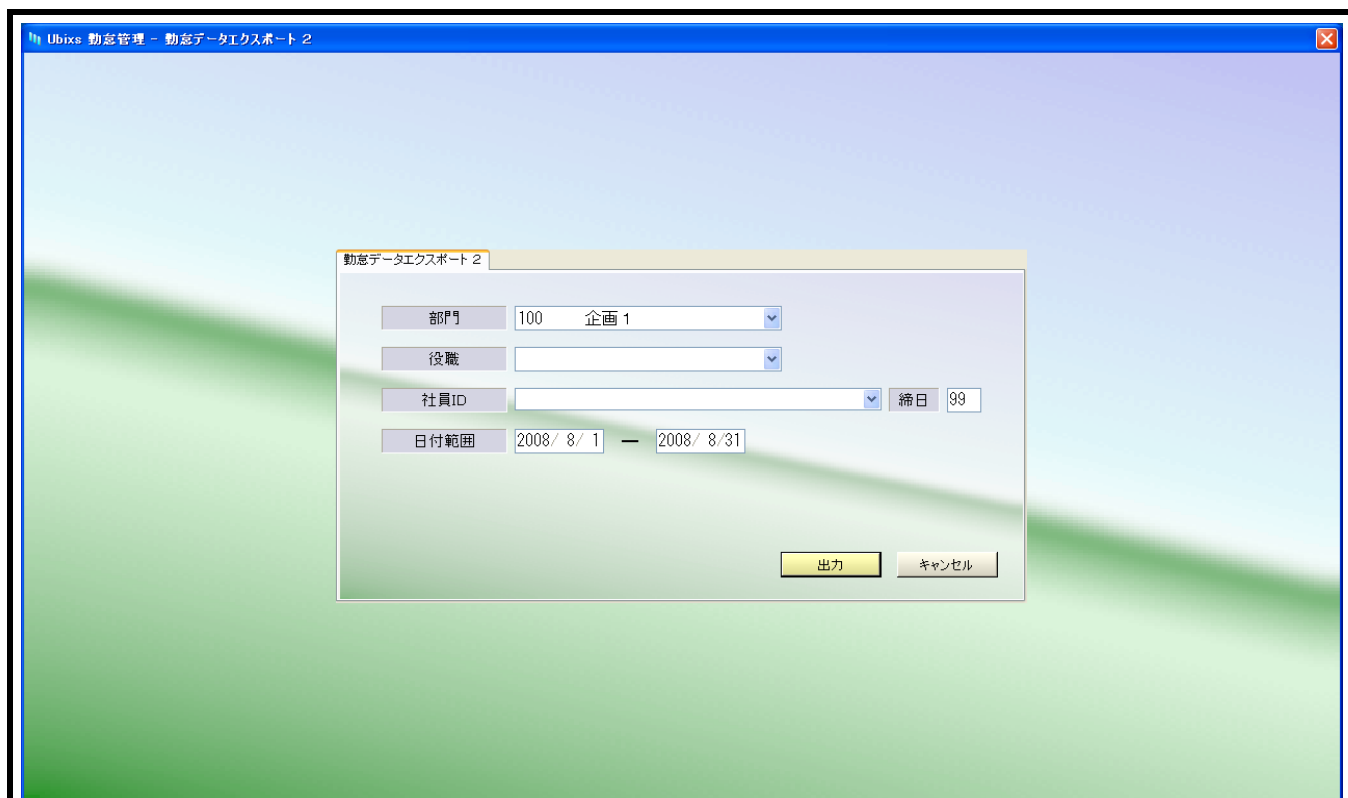 Ubixs 勤怠管理 - 勤怠データエクスポート 2
勤怠データエクスポート 2
部門 100 企画 1
役職
社員ID 締日 99
日付範囲 2008/ 8/ 1 ー 2008/ 8/31
出力 キャンセル